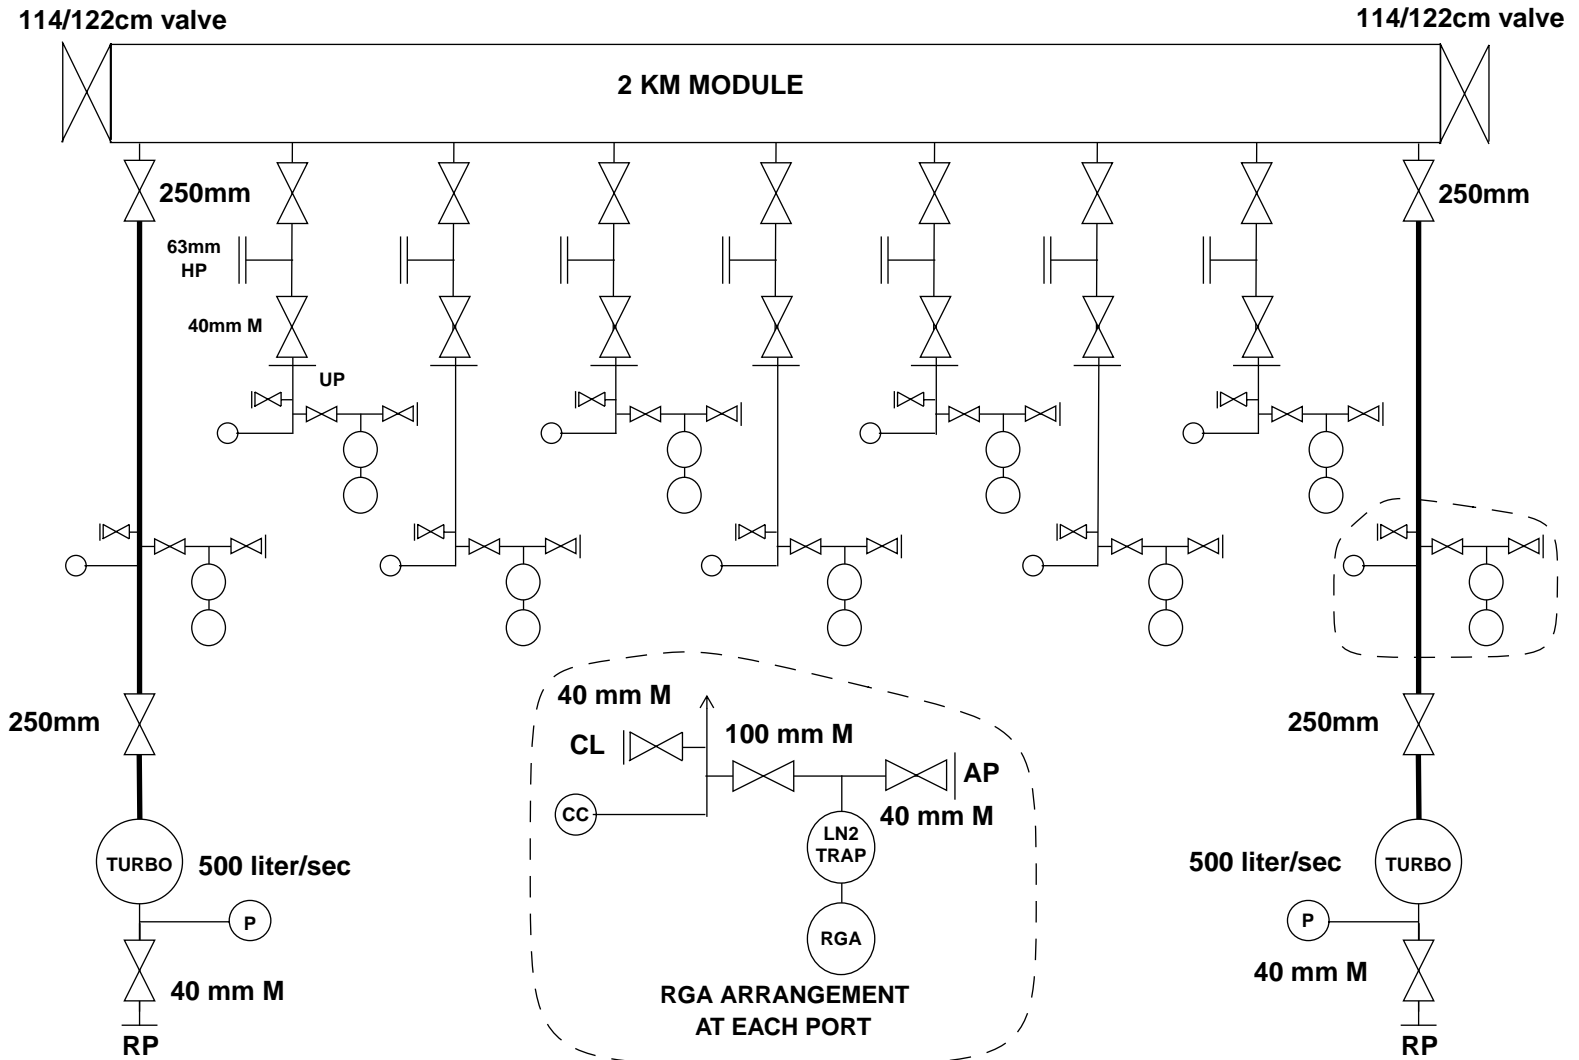 114/122cm valve
114/122cm valve
2 KM MODULE
250mm
250mm
63mm
HP
40mm M
UP
250mm
250mm
40 mm M
CL
100 mm M
AP
CC
40 mm M
LN2
TRAP
RGA
RGA ARRANGEMENT
AT EACH PORT
TURBO
500 liter/sec
P
40 mm M
RP
500 liter/sec
TURBO
P
40 mm M
RP